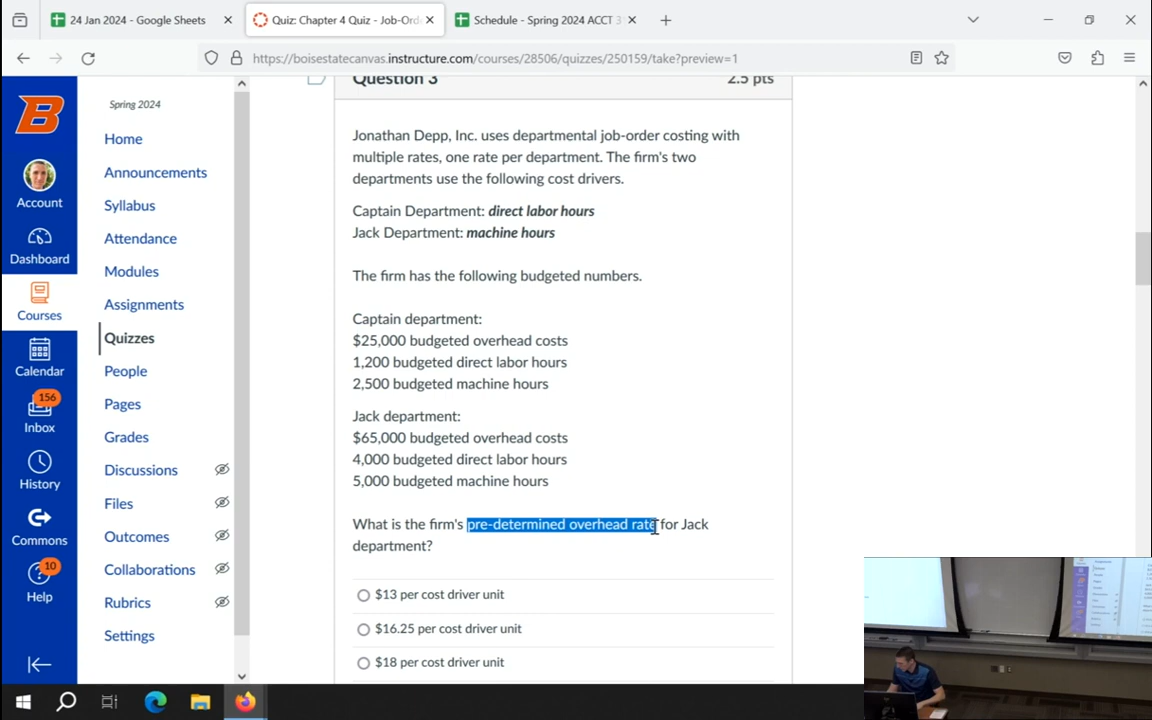 24 Jan 2024 - Google Sheets
Quiz: Chapter 4 Quiz - Job-Ord
Schedule - Spring 2024 ACCT 3
https://boisestatecanvas.instructure.com/courses/28506/quizzes/250159/take?preview=1
B
Account
Dashboard
Courses
Calendar
156
Inbox
History
Commons
10
Help
Spring 2024
Home
Announcements
Syllabus
Attendance
Modules
Assignments
Quizzes
People
Pages
Grades
Discussions
Files
Outcomes
Collaborations
Rubrics
Settings
Question 3
2.5 pts
Jonathan Depp, Inc. uses departmental job-order costing with
multiple rates, one rate per department. The firm's two
departments use the following cost drivers.
Captain Department: direct labor hours
Jack Department: machine hours
The firm has the following budgeted numbers.
Captain department:
$25,000 budgeted overhead costs
1,200 budgeted direct labor hours
2,500 budgeted machine hours
Jack department:
$65,000 budgeted overhead costs
4,000 budgeted direct labor hours
5,000 budgeted machine hours
What is the firm's pre-determined overhead rate for Jack
department?
$13 per cost driver unit
$16.25 per cost driver unit
$18 per cost driver unit